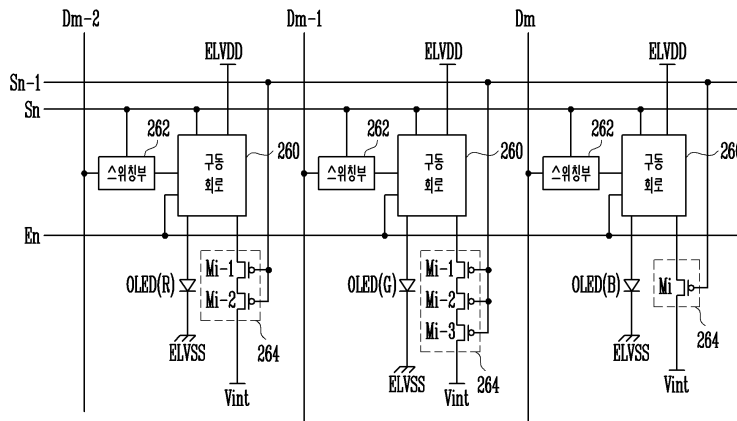 Dm-2 Dm-1 Dm
ELVDD ELVDD ELVDD
Sn-1
Sn
262 262 262
260 260 260
스위칭부 구동 회로 스위칭부 구동 회로 스위칭부 구동 회로
En
OLED(R) Mi-1 OLED(G) Mi-1 OLED(B) Mi
Mi-2 Mi-2
Mi-3
264 264 264
ELVSS ELVSS ELVSS
Vint Vint Vint